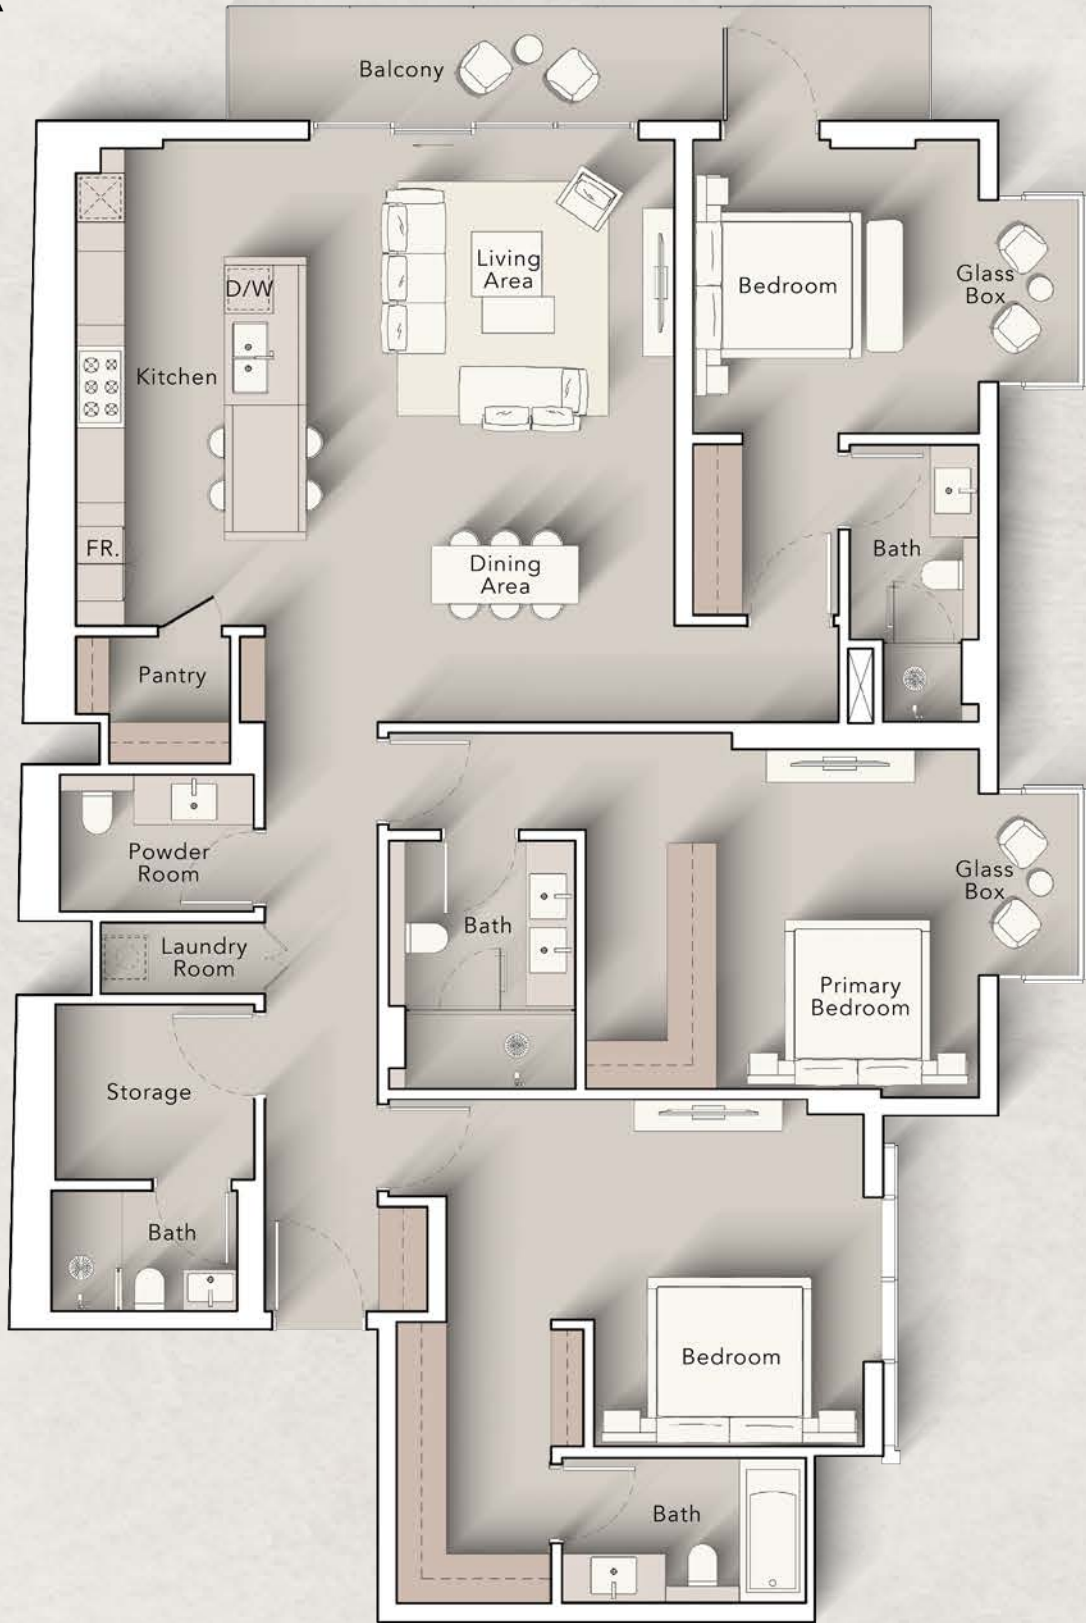 Balcony
Living
Area
Bedroom
Glass
Box
D/W
Kitchen
FR.
Dining
Area
Bath
Pantry
Powder
Room
Glass
Box
Bath
Laundry
Room
Primary
Bedroom
Storage
Bath
Bedroom
Bath